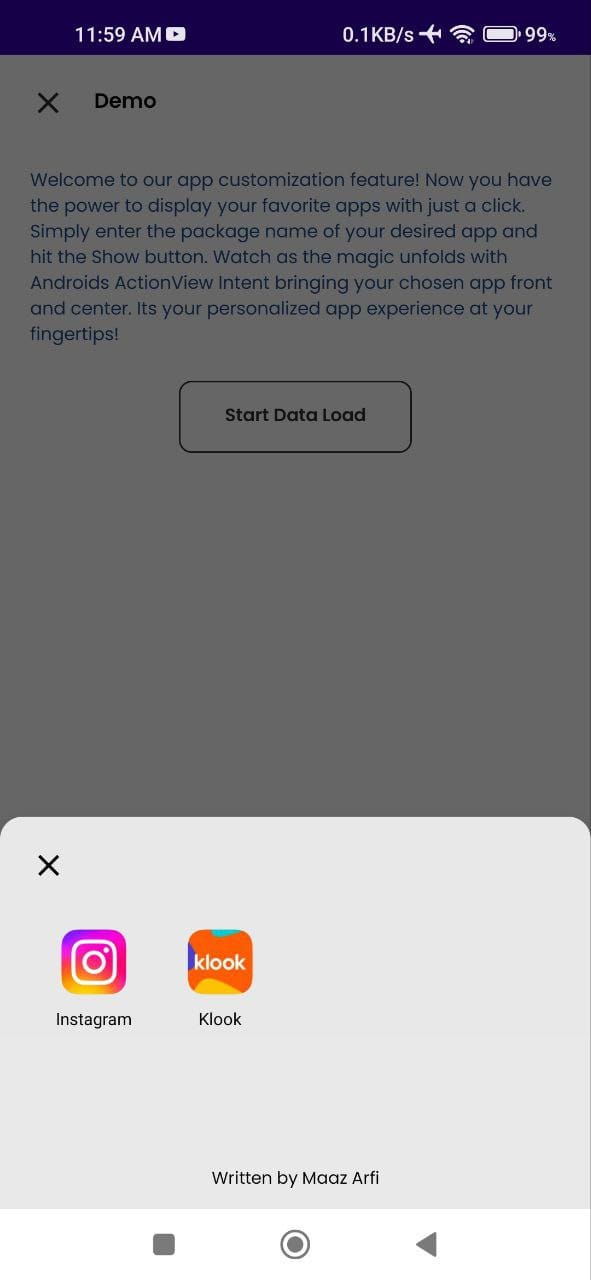 11:59 AM 0.1KB/s 99%
Demo
Welcome to our app customization feature! Now you have
the power to display your favorite apps with just a click.
Simply enter the package name of your desired app and
hit the Show button. Watch as the magic unfolds with
Androids ActionView Intent bringing your chosen app front
and center. Its your personalized app experience at your
fingertips!
Start Data Load
klook
Instagram Klook
Written by Maaz Arfi